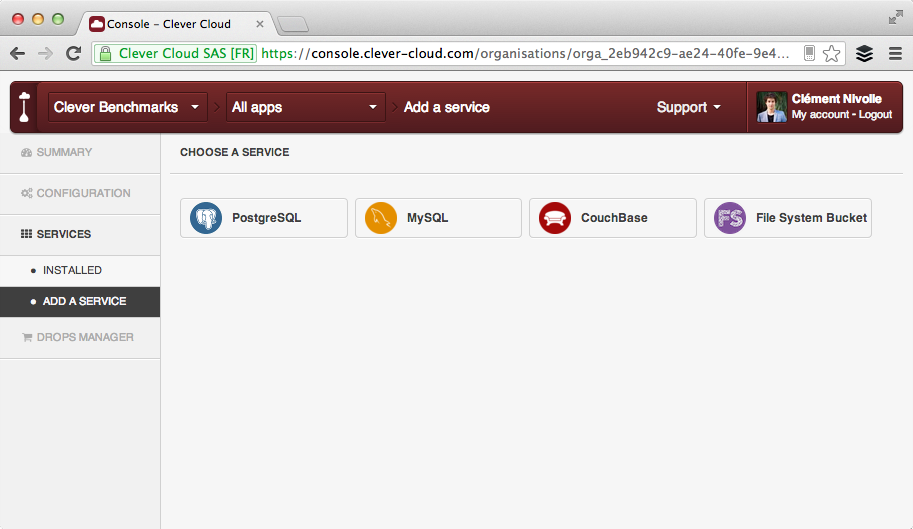 Console – Clever Cloud
Clever Cloud SAS [FR] https://console.clever-cloud.com/organisations/orga_2eb942c9-ae24-40fe-9e4...
Clever Benchmarks All apps Add a service Support
Clément Nivolle
My account - Logout
SUMMARY
CONFIGURATION
SERVICES
INSTALLED
ADD A SERVICE
DROPS MANAGER
CHOOSE A SERVICE
PostgreSQL MySQL CouchBase FS File System Bucket